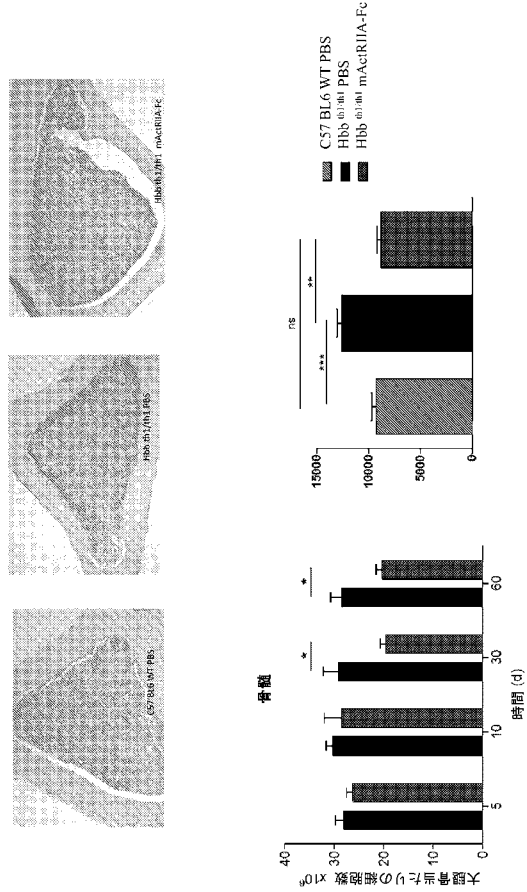 C57 BL6 WT PBS
Hbb th1/th1 PBS
Hbb th1/th1 mActRIIA-Fc
骨髄
大腿骨当たりの細胞数 x10⁶
40
30
20
10
0
*
*
5
10
30
60
時間 (d)
ns
**
***
15000
10000
5000
0
C57 BL6 WT PBS
Hbb th1/th1 PBS
Hbb th1/th1 mActRIIA-Fc